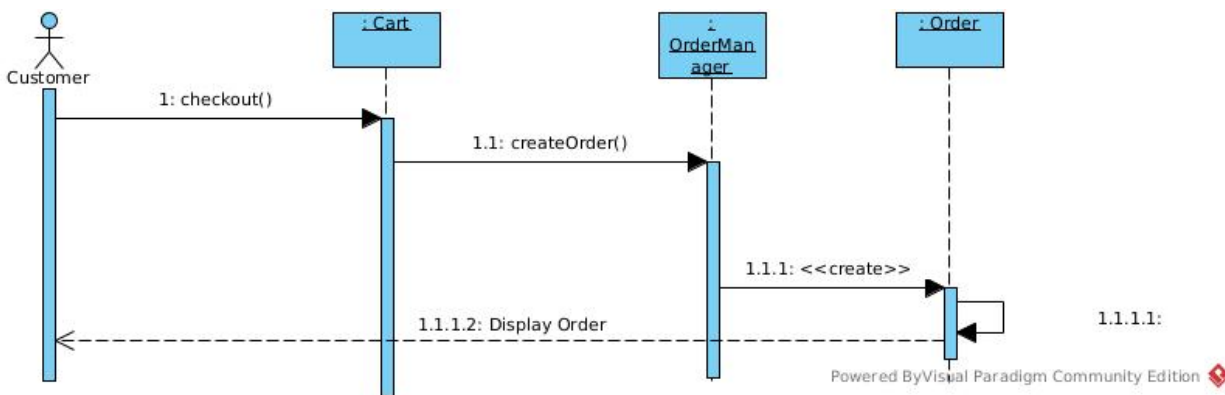 : Cart
:
OrderMan
ager
: Order
Customer
1: checkout()
1.1: createOrder()
1.1.1: <<create>>
1.1.1.1:
1.1.1.2: Display Order
Powered ByVisual Paradigm Community Edition